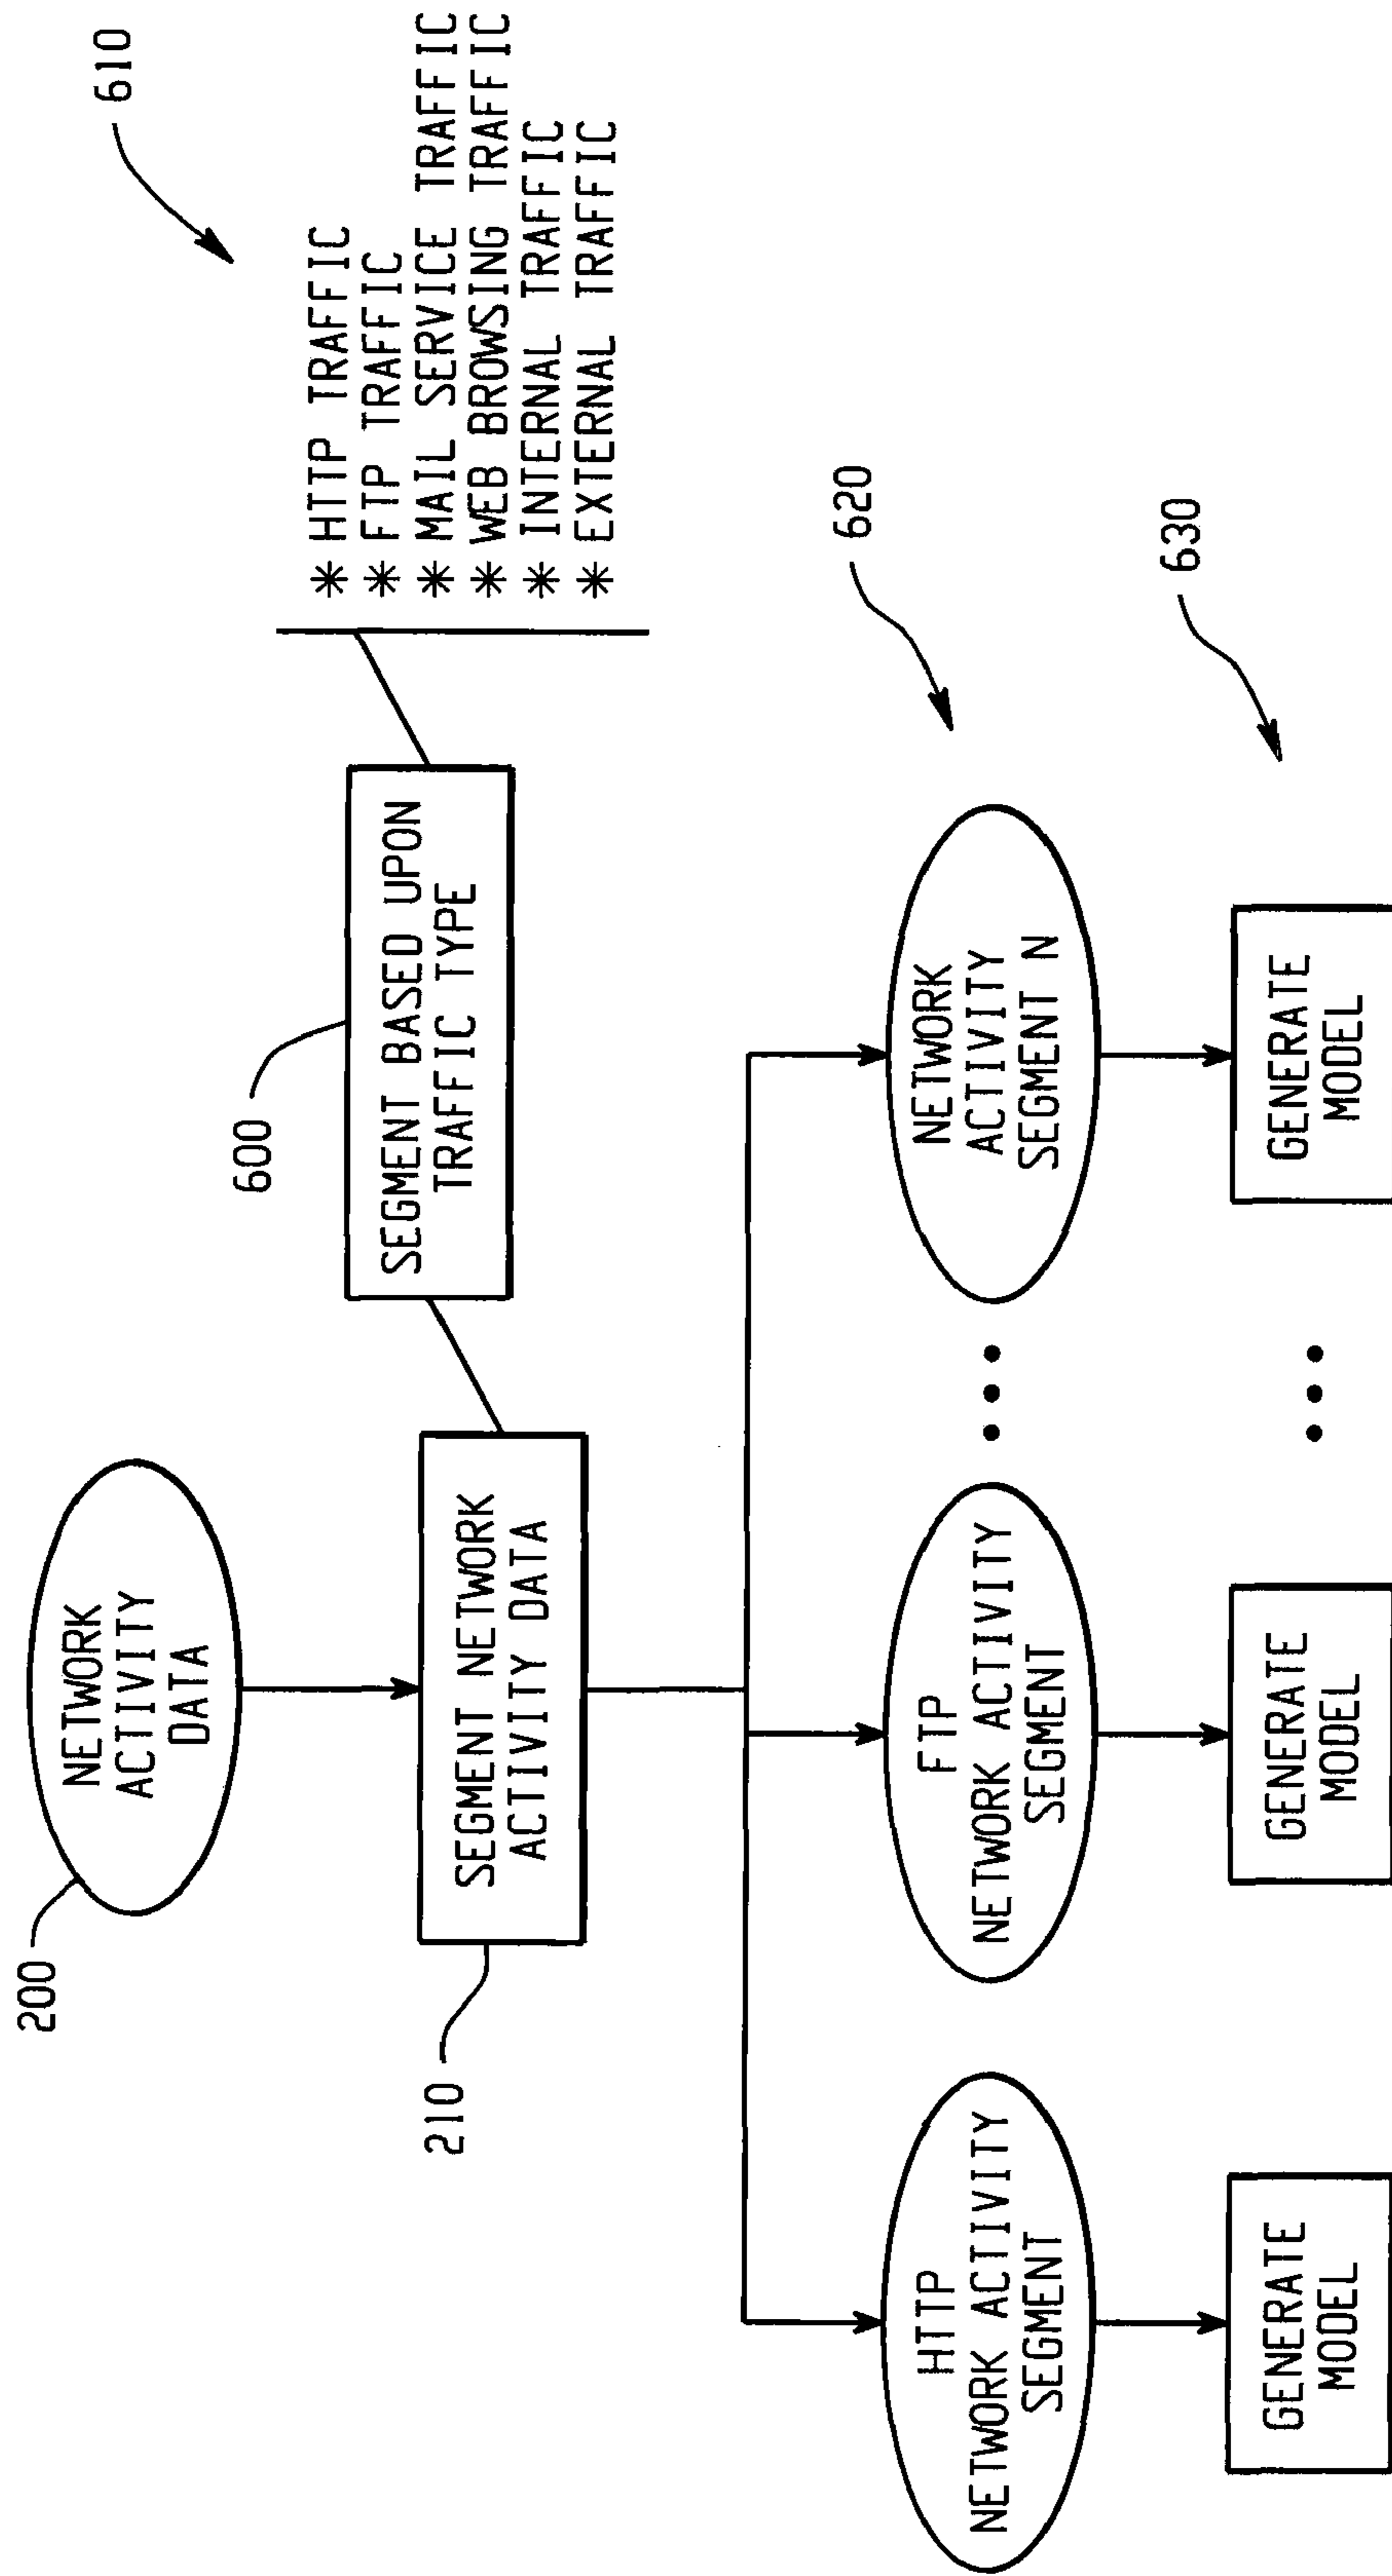 200
NETWORK
ACTIVITY
DATA
610
* HTTP TRAFFIC
* FTP TRAFFIC
* MAIL SERVICE TRAFFIC
* WEB BROWSING TRAFFIC
* INTERNAL TRAFFIC
* EXTERNAL TRAFFIC
600
SEGMENT BASED UPON
TRAFFIC TYPE
210
SEGMENT NETWORK
ACTIVITY DATA
620
HTTP
NETWORK ACTIVITY
SEGMENT
FTP
NETWORK ACTIVITY
SEGMENT
NETWORK
ACTIVITY
SEGMENT N
630
GENERATE
MODEL
GENERATE
MODEL
GENERATE
MODEL